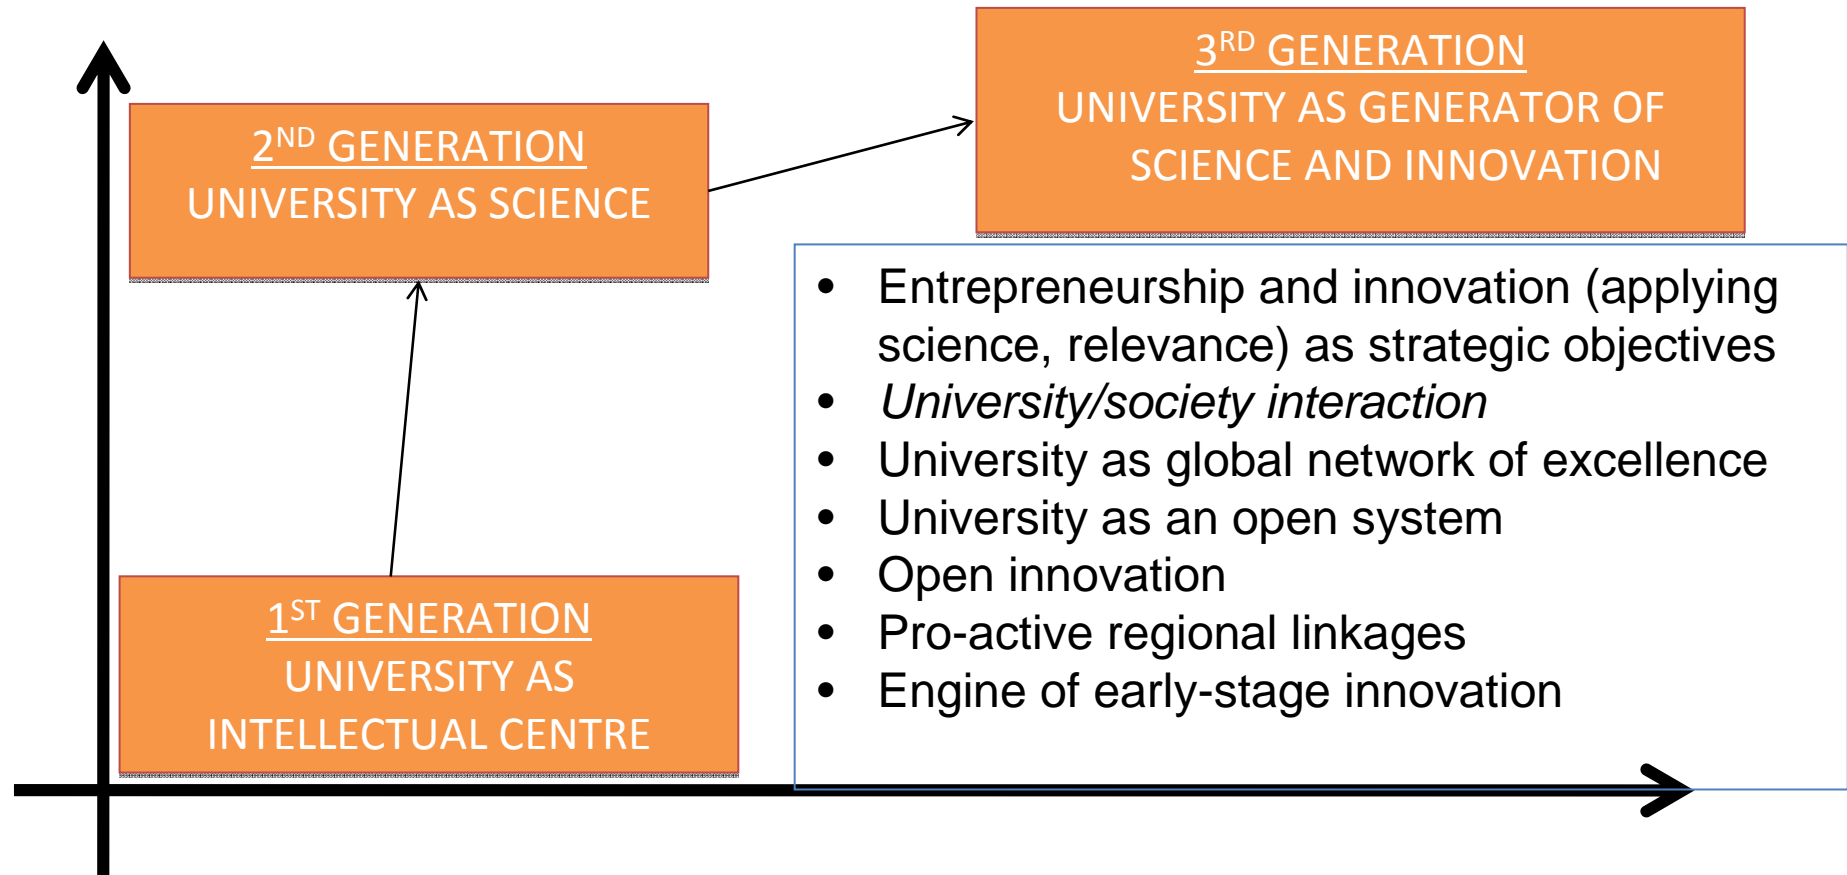 2ND GENERATION
UNIVERSITY AS SCIENCE
3RD GENERATION
UNIVERSITY AS GENERATOR OF
SCIENCE AND INNOVATION
1ST GENERATION
UNIVERSITY AS
INTELLECTUAL CENTRE
• Entrepreneurship and innovation (applying
science, relevance) as strategic objectives
• University/society interaction
• University as global network of excellence
• University as an open system
• Open innovation
• Pro-active regional linkages
• Engine of early-stage innovation